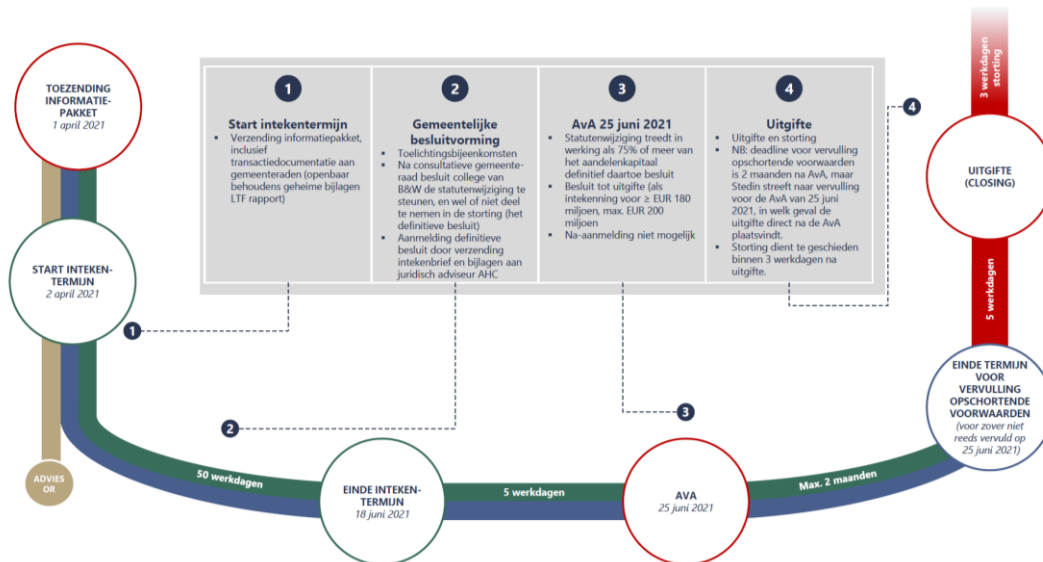 TOEZENDING
INFORMATIE-
PAKKET
1 april 2021
START INTEKEN-
TERMIJN
2 april 2021
ADVIES
OR
1
Start intekentermijn
▪ Verzending informatiepakket,
inclusief
transactiedocumentatie aan
gemeenteraden (openbaar
behoudens geheime bijlagen
LTF rapport)
2
Gemeentelijke
besluitvorming
▪ Toelichtingsbijeenkomsten
▪ Na consultatieve gemeente-
raad besluit college van
B&W de statutenwijziging te
steunen, en wel of niet deel
te nemen in de storting (het
definitieve besluit)
▪ Aanmelding definitieve
besluit door verzending
intekenbrief en bijlagen aan
juridisch adviseur AHC
3
AvA 25 juni 2021
▪ Statutenwijziging treedt in
werking als 75% of meer van
het aandelenkapitaal
definitief daartoe besluit
▪ Besluit tot uitgifte (als
intekenning voor ≥ EUR 180
miljoen, max. EUR 200
miljoen
▪ Na-aanmelding niet mogelijk
4
Uitgifte
▪ Uitgifte en storting
▪ NB: deadline voor vervulling
opschortende voorwaarden
is 2 maanden na AvA, maar
Stedin streeft naar vervulling
voor de AvA van 25 juni
2021, in welk geval de
uitgifte direct na de AvA
plaatsvindt.
▪ Storting dient te geschieden
binnen 3 werkdagen na
uitgifte.
1
2
3
4
50 werkdagen
EINDE INTEKEN-
TERMIJN
18 juni 2021
5 werkdagen
AVA
25 juni 2021
Max. 2 maanden
EINDE TERMIJN
VOOR
VERVULLING
OPSCHORTENDE
VOORWAARDEN
(voor zover niet
reeds vervuld op
25 juni 2021)
5 werkdagen
UITGIFTE
(CLOSING)
3 werkdagen
storting